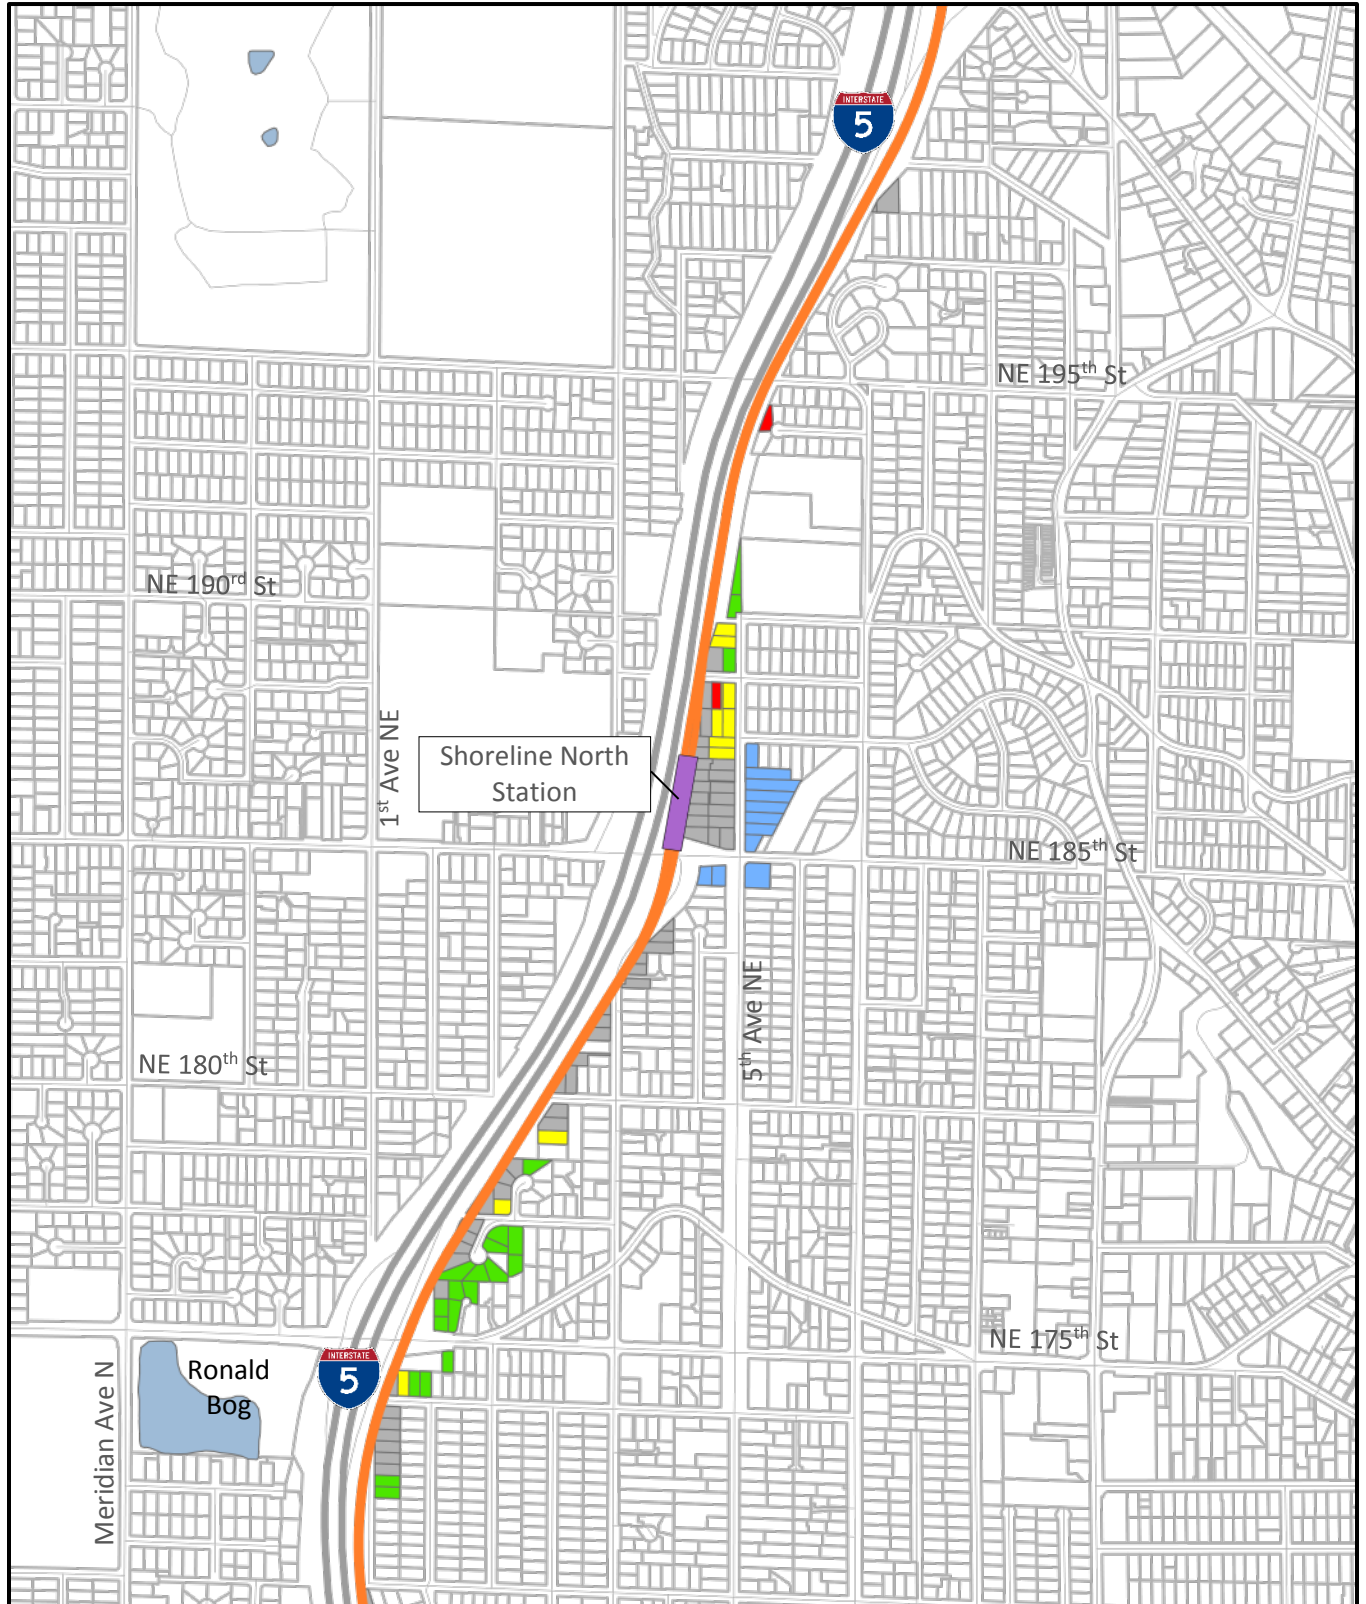 INTERSTATE
5
NE 195th St
NE 190rd St
1st Ave NE
Shoreline North
Station
NE 185th St
5th Ave NE
NE 180th St
NE 175th St
INTERSTATE
5
Ronald
Bog
Meridian Ave N